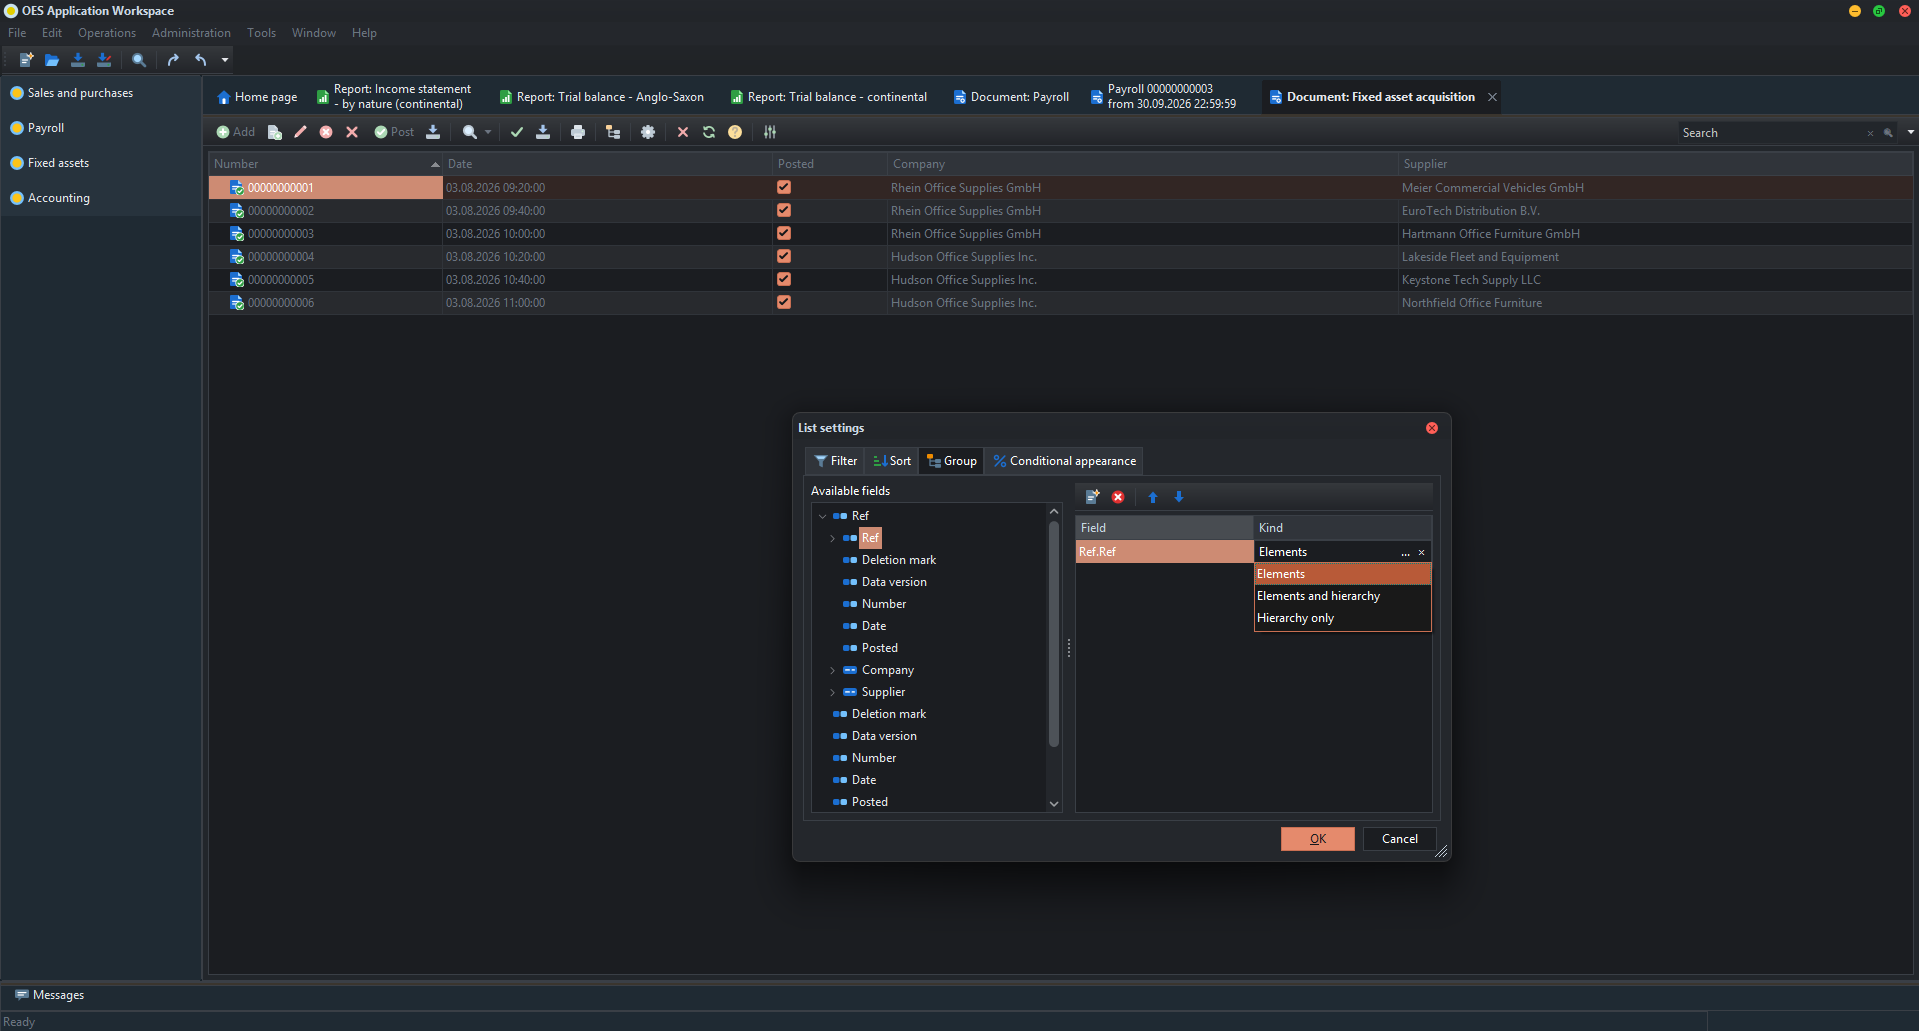 OES Application Workspace
File Edit Operations Administration Tools Window Help
Sales and purchases
Payroll
Fixed assets
Accounting
Home page
Report: Income statement
- by nature (continental)
Report: Trial balance - Anglo-Saxon
Report: Trial balance - continental
Document: Payroll
Payroll 00000000003
from 30.09.2026 22:59:59
Document: Fixed asset acquisition
Add Post Search
Number Date Posted Company Supplier
00000000001 03.08.2026 09:20:00 Rhein Office Supplies GmbH Meier Commercial Vehicles GmbH
00000000002 03.08.2026 09:40:00 Rhein Office Supplies GmbH EuroTech Distribution B.V.
00000000003 03.08.2026 10:00:00 Rhein Office Supplies GmbH Hartmann Office Furniture GmbH
00000000004 03.08.2026 10:20:00 Hudson Office Supplies Inc. Lakeside Fleet and Equipment
00000000005 03.08.2026 10:40:00 Hudson Office Supplies Inc. Keystone Tech Supply LLC
00000000006 03.08.2026 11:00:00 Hudson Office Supplies Inc. Northfield Office Furniture
List settings
Filter Sort Group Conditional appearance
Available fields
Ref
Ref
Deletion mark
Data version
Number
Date
Posted
Company
Supplier
Deletion mark
Data version
Number
Date
Posted
Field Kind
Ref.Ref Elements ...
Elements
Elements and hierarchy
Hierarchy only
OK Cancel
Messages
Ready